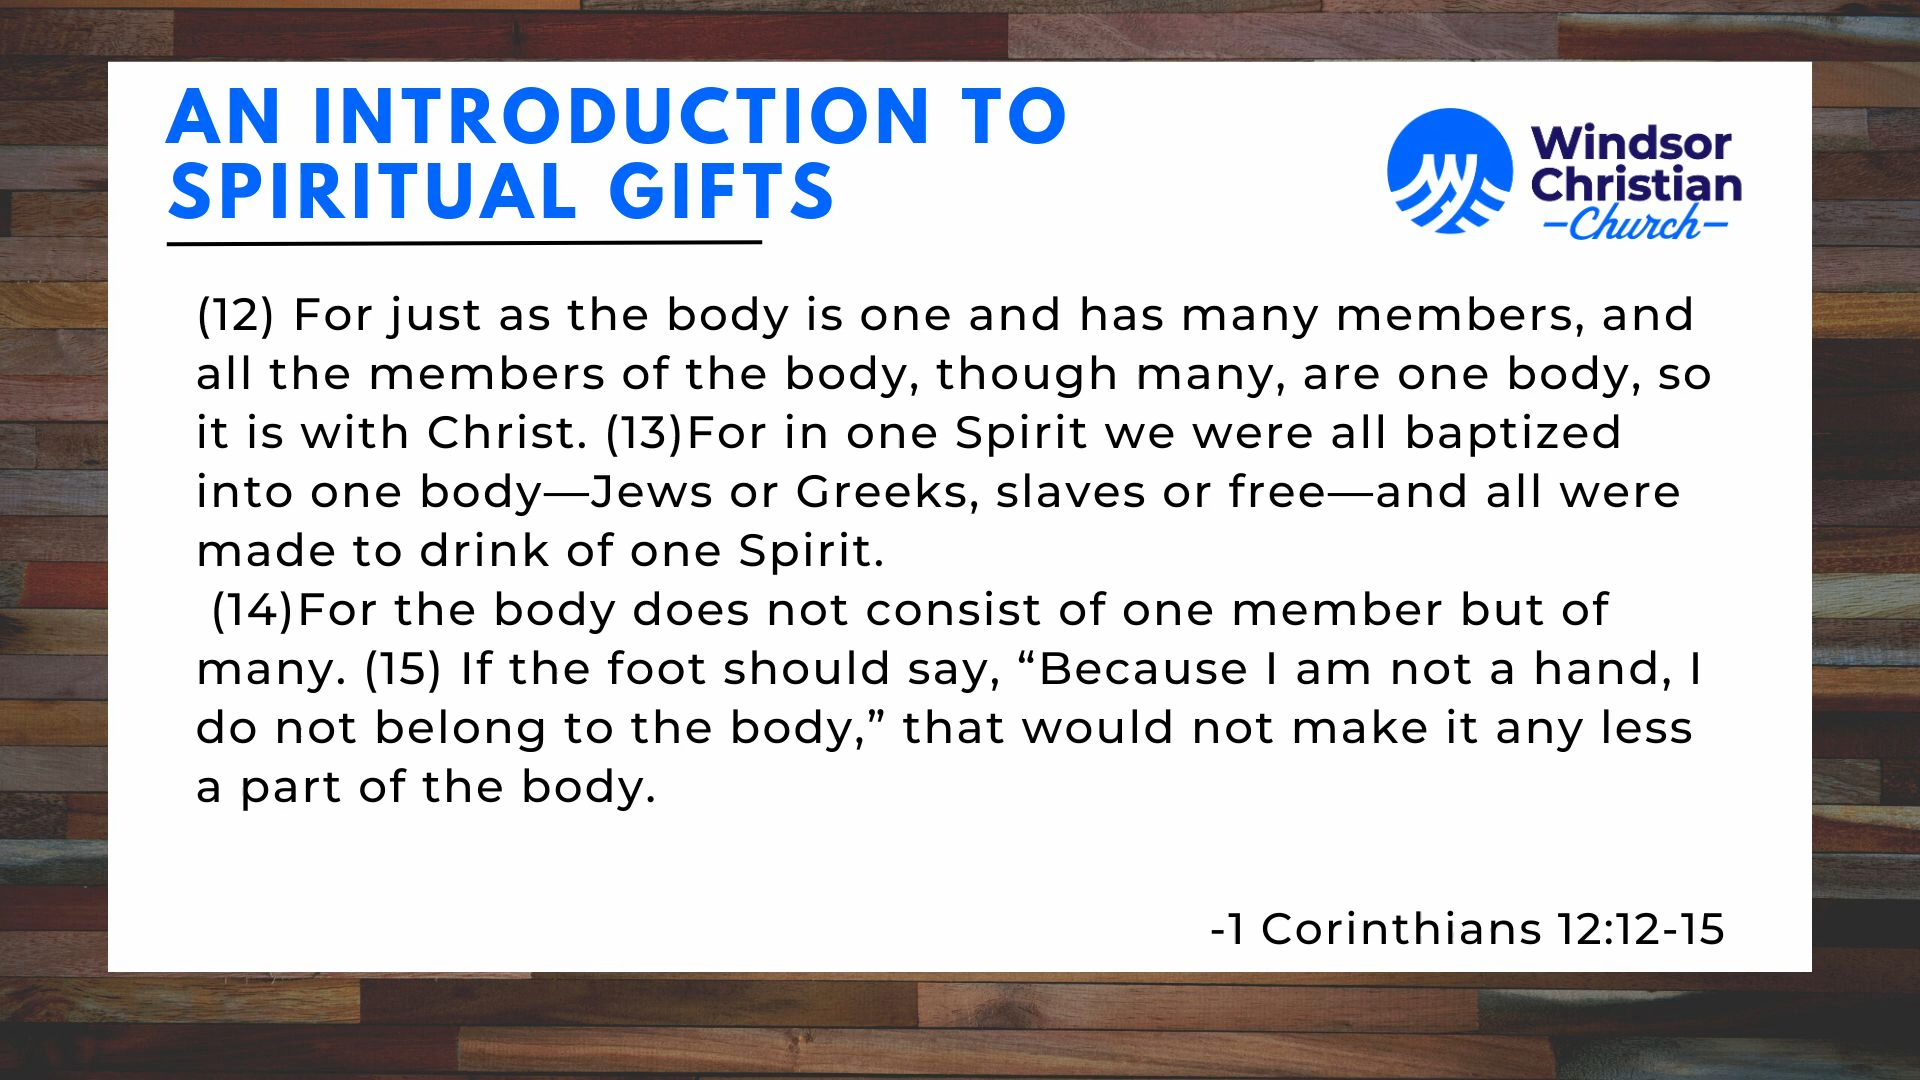 AN INTRODUCTION TO
SPIRITUAL GIFTS
Windsor
Christian
-Church-
(12) For just as the body is one and has many members, and
all the members of the body, though many, are one body, so
it is with Christ. (13)For in one Spirit we were all baptized
into one body—Jews or Greeks, slaves or free—and all were
made to drink of one Spirit.
(14)For the body does not consist of one member but of
many. (15) If the foot should say, “Because I am not a hand, I
do not belong to the body,” that would not make it any less
a part of the body.
-1 Corinthians 12:12-15